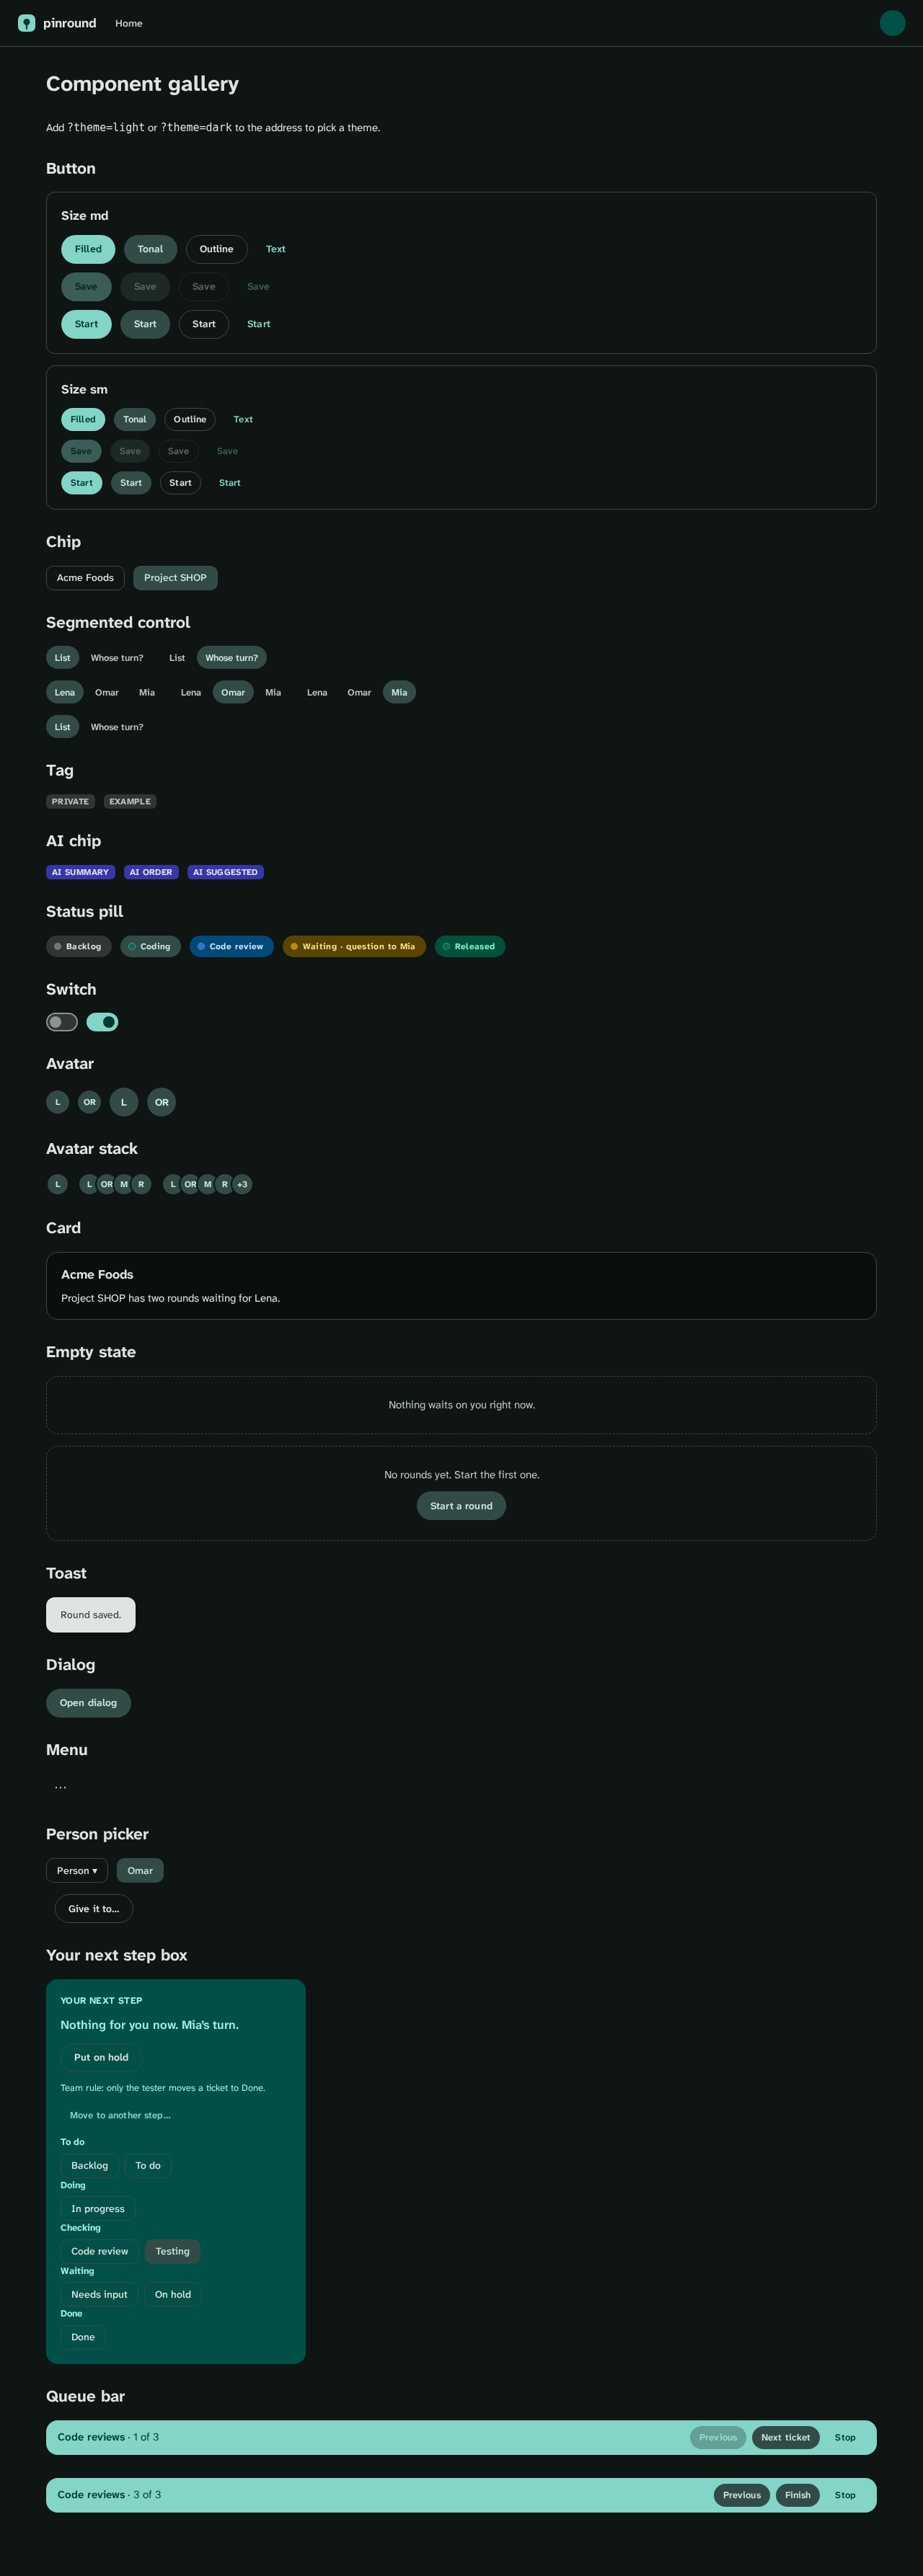 pinround Home
Component gallery
Add ?theme=light or ?theme=dark to the address to pick a theme.
Button
Size md
Filled Tonal Outline Text
Save Save Save Save
Start Start Start Start
Size sm
Filled Tonal Outline Text
Save Save Save Save
Start Start Start Start
Chip
Acme Foods Project SHOP
Segmented control
List Whose turn? List Whose turn?
Lena Omar Mia Lena Omar Mia Lena Omar Mia
List Whose turn?
Tag
PRIVATE EXAMPLE
AI chip
AI SUMMARY AI ORDER AI SUGGESTED
Status pill
Backlog Coding Code review Waiting · question to Mia Released
Switch
Avatar
L OR L OR
Avatar stack
L L OR M R L OR M R +3
Card
Acme Foods
Project SHOP has two rounds waiting for Lena.
Empty state
Nothing waits on you right now.
No rounds yet. Start the first one.
Start a round
Toast
Round saved.
Dialog
Open dialog
Menu
...
Person picker
Person ▾ Omar
Give it to...
Your next step box
YOUR NEXT STEP
Nothing for you now. Mia's turn.
Put on hold
Team rule: only the tester moves a ticket to Done.
Move to another step...
To do
Backlog To do
Doing
In progress
Checking
Code review Testing
Waiting
Needs input On hold
Done
Done
Queue bar
Code reviews · 1 of 3 Previous Next ticket Stop
Code reviews · 3 of 3 Previous Finish Stop